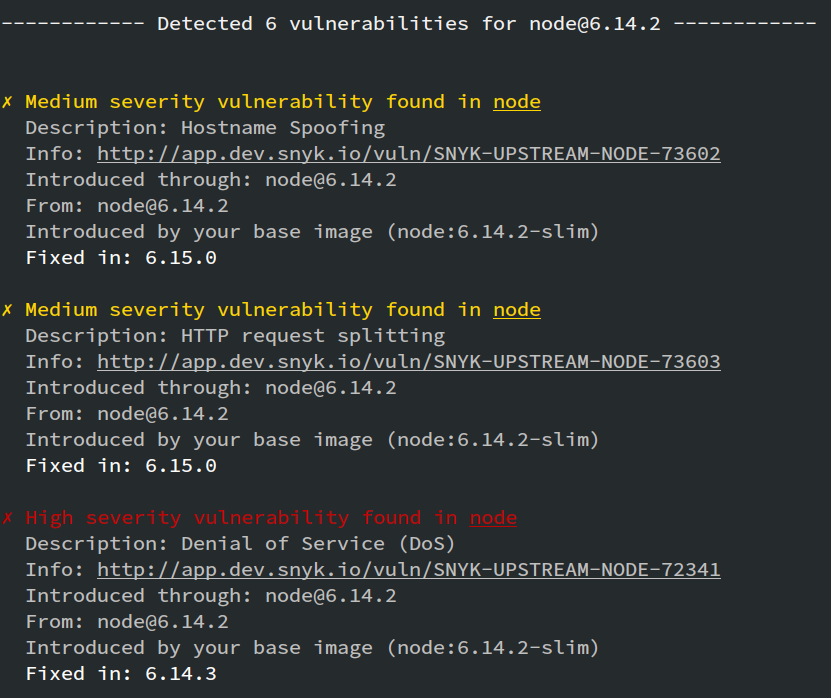 ------------ Detected 6 vulnerabilities for node@6.14.2 ------------
✗ Medium severity vulnerability found in node
Description: Hostname Spoofing
Info: http://app.dev.snyk.io/vuln/SNYK-UPSTREAM-NODE-73602
Introduced through: node@6.14.2
From: node@6.14.2
Introduced by your base image (node:6.14.2-slim)
Fixed in: 6.15.0
✗ Medium severity vulnerability found in node
Description: HTTP request splitting
Info: http://app.dev.snyk.io/vuln/SNYK-UPSTREAM-NODE-73603
Introduced through: node@6.14.2
From: node@6.14.2
Introduced by your base image (node:6.14.2-slim)
Fixed in: 6.15.0
✗ High severity vulnerability found in node
Description: Denial of Service (DoS)
Info: http://app.dev.snyk.io/vuln/SNYK-UPSTREAM-NODE-72341
Introduced through: node@6.14.2
From: node@6.14.2
Introduced by your base image (node:6.14.2-slim)
Fixed in: 6.14.3